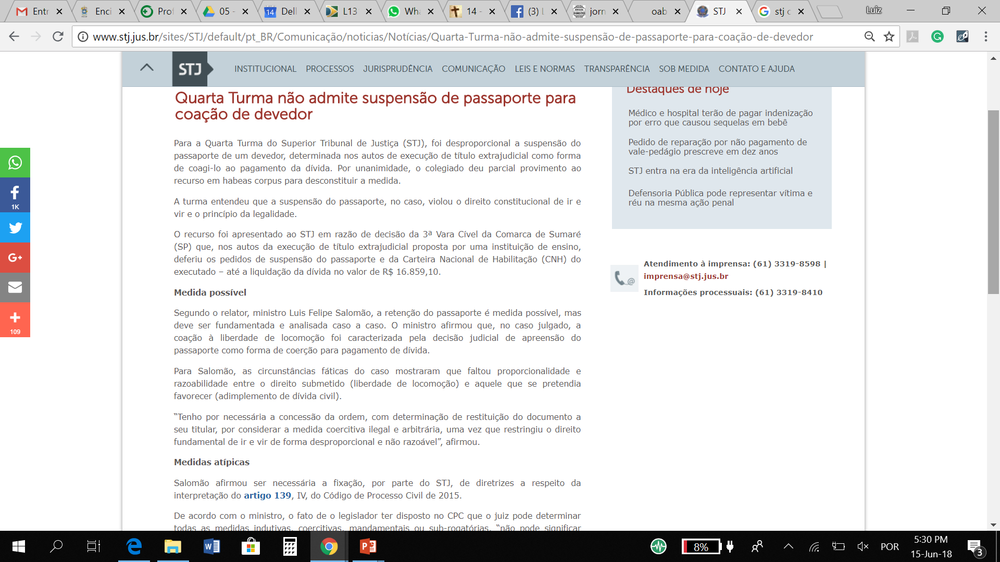 Entr
Enci
Prof
05 -
14
Dell
L13
Wha
14 -
(3) L
jorn
oab
STJ
stj c
Luiz
www.stj.jus.br/sites/STJ/default/pt_BR/Comunicação/noticias/Notícias/Quarta-Turma-não-admite-suspensão-de-passaporte-para-coação-de-devedor
STJ
INSTITUCIONAL PROCESSOS JURISPRUDÊNCIA COMUNICAÇÃO LEIS E NORMAS TRANSPARÊNCIA SOB MEDIDA CONTATO E AJUDA
Quarta Turma não admite suspensão de passaporte para
coação de devedor
Para a Quarta Turma do Superior Tribunal de Justiça (STJ), foi desproporcional a suspensão do
passaporte de um devedor, determinada nos autos de execução de título extrajudicial como forma
de coagi-lo ao pagamento da dívida. Por unanimidade, o colegiado deu parcial provimento ao
recurso em habeas corpus para desconstituir a medida.
A turma entendeu que a suspensão do passaporte, no caso, violou o direito constitucional de ir e
vir e o princípio da legalidade.
O recurso foi apresentado ao STJ em razão de decisão da 3ª Vara Cível da Comarca de Sumaré
(SP) que, nos autos da execução de título extrajudicial proposta por uma instituição de ensino,
deferiu os pedidos de suspensão do passaporte e da Carteira Nacional de Habilitação (CNH) do
executado – até a liquidação da dívida no valor de R$ 16.859,10.
Medida possível
Segundo o relator, ministro Luis Felipe Salomão, a retenção do passaporte é medida possível, mas
deve ser fundamentada e analisada caso a caso. O ministro afirmou que, no caso julgado, a
coação à liberdade de locomoção foi caracterizada pela decisão judicial de apreensão do
passaporte como forma de coerção para pagamento de dívida.
Para Salomão, as circunstâncias fáticas do caso mostraram que faltou proporcionalidade e
razoabilidade entre o direito submetido (liberdade de locomoção) e aquele que se pretendia
favorecer (adimplemento de dívida civil).
“Tenho por necessária a concessão da ordem, com determinação de restituição do documento a
seu titular, por considerar a medida coercitiva ilegal e arbitrária, uma vez que restringiu o direito
fundamental de ir e vir de forma desproporcional e não razoável”, afirmou.
Medidas atípicas
Salomão afirmou ser necessária a fixação, por parte do STJ, de diretrizes a respeito da
interpretação do artigo 139, IV, do Código de Processo Civil de 2015.
De acordo com o ministro, o fato de o legislador ter disposto no CPC que o juiz pode determinar
todas as medidas indutivas, coercitivas, mandamentais ou sub-rogatórias, “não pode significar
Destaques de hoje
Médico e hospital terão de pagar indenização
por erro que causou sequelas em bebê
Pedido de reparação por não pagamento de
vale-pedágio prescreve em dez anos
STJ entra na era da inteligência artificial
Defensoria Pública pode representar vítima e
réu na mesma ação penal
Atendimento à imprensa: (61) 3319-8598 |
imprensa@stj.jus.br
Informações processuais: (61) 3319-8410
1K
G+
109
8%
POR
5:30 PM
15-Jun-18
3